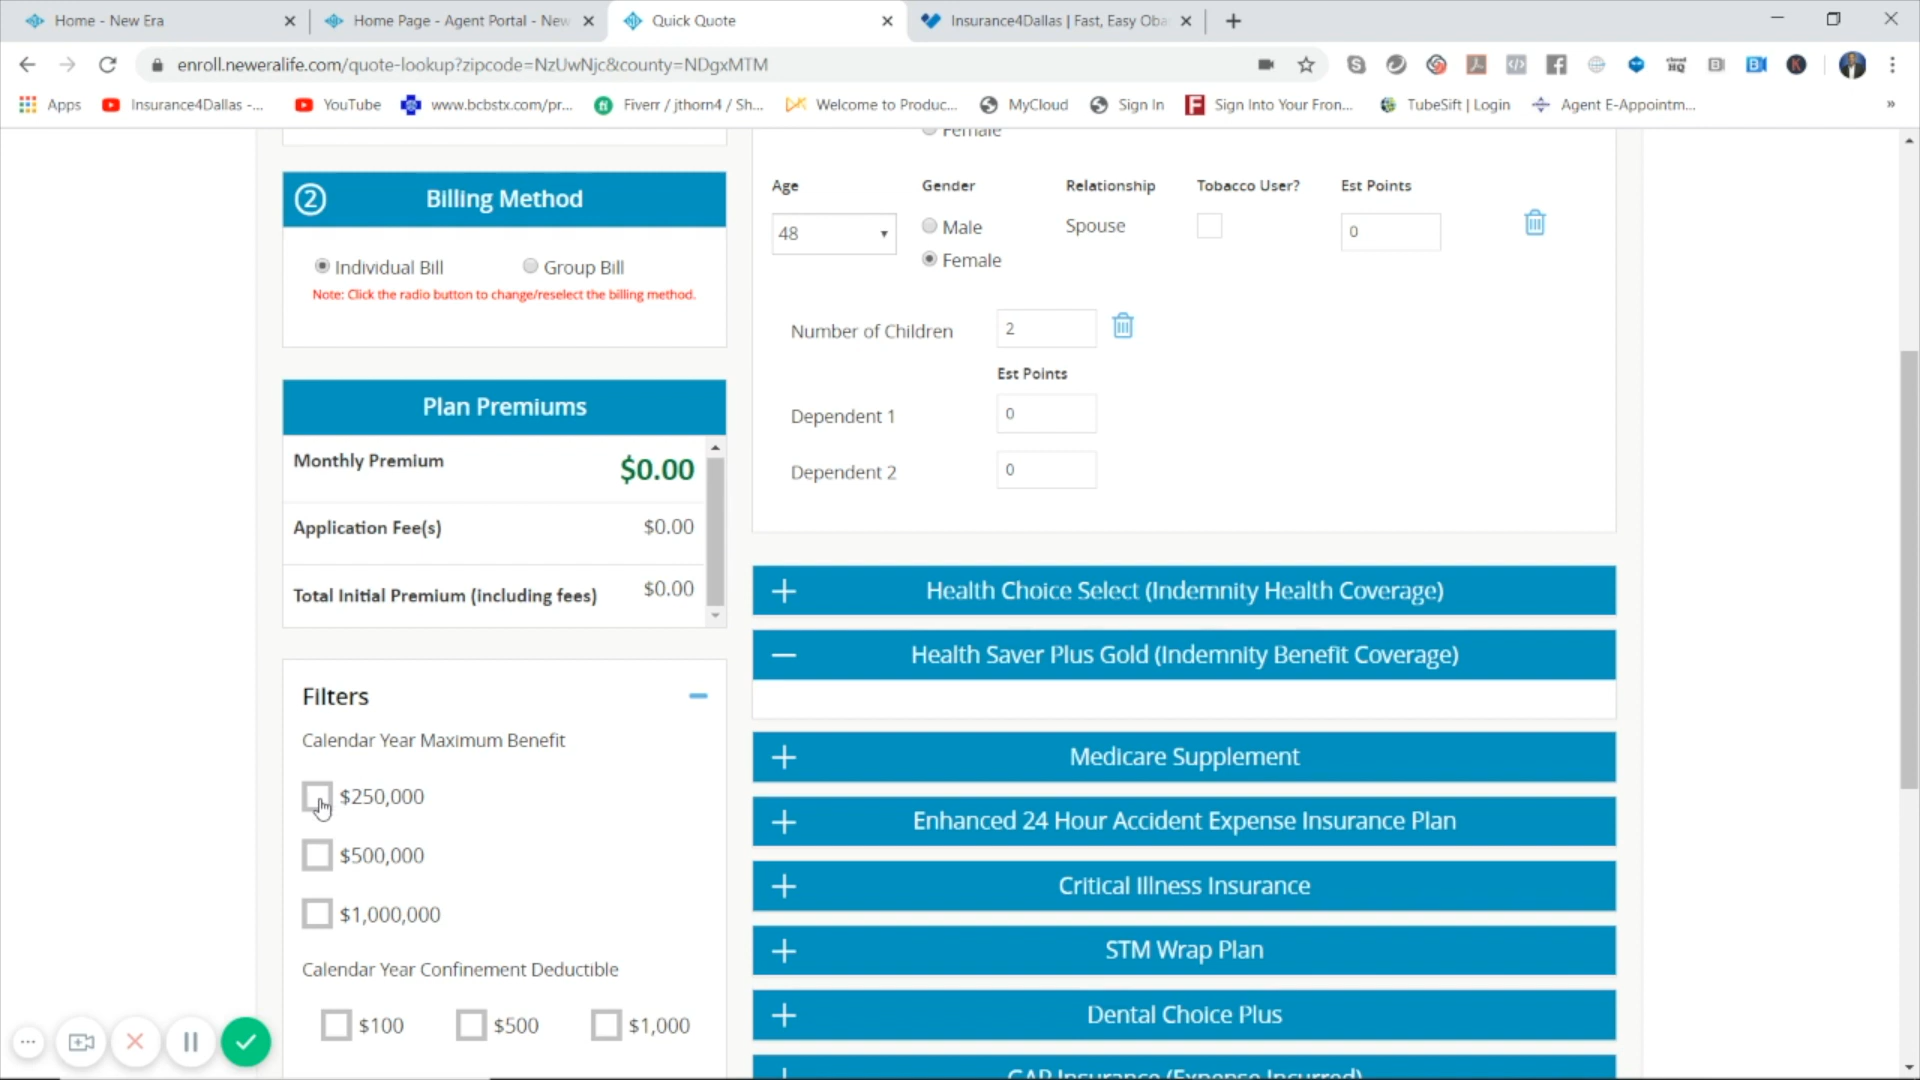 Home - New Era
Home Page - Agent Portal - New
Quick Quote
Insurance4Dallas | Fast, Easy Oba
enroll.neweralife.com/quote-lookup?zipcode=NzUwNjc&county=NDgxMTM
Apps
Insurance4Dallas -...
YouTube
www.bcbstx.com/pr...
Fiverr / jthorn4 / Sh...
Welcome to Produc...
MyCloud
Sign In
Sign Into Your Fron...
TubeSift | Login
Agent E-Appointm...
»
Female
2 Billing Method
Individual Bill
Group Bill
Note: Click the radio button to change/reselect the billing method.
Age
Gender
Relationship
Tobacco User?
Est Points
48
Male
Female
Spouse
0
Number of Children
2
Est Points
Dependent 1
0
Dependent 2
0
Plan Premiums
Monthly Premium
$0.00
Application Fee(s)
$0.00
Total Initial Premium (including fees)
$0.00
Filters
Calendar Year Maximum Benefit
$250,000
$500,000
$1,000,000
Calendar Year Confinement Deductible
$100
$500
$1,000
Health Choice Select (Indemnity Health Coverage)
Health Saver Plus Gold (Indemnity Benefit Coverage)
Medicare Supplement
Enhanced 24 Hour Accident Expense Insurance Plan
Critical Illness Insurance
STM Wrap Plan
Dental Choice Plus
GAP Insurance (Expense Incurred)